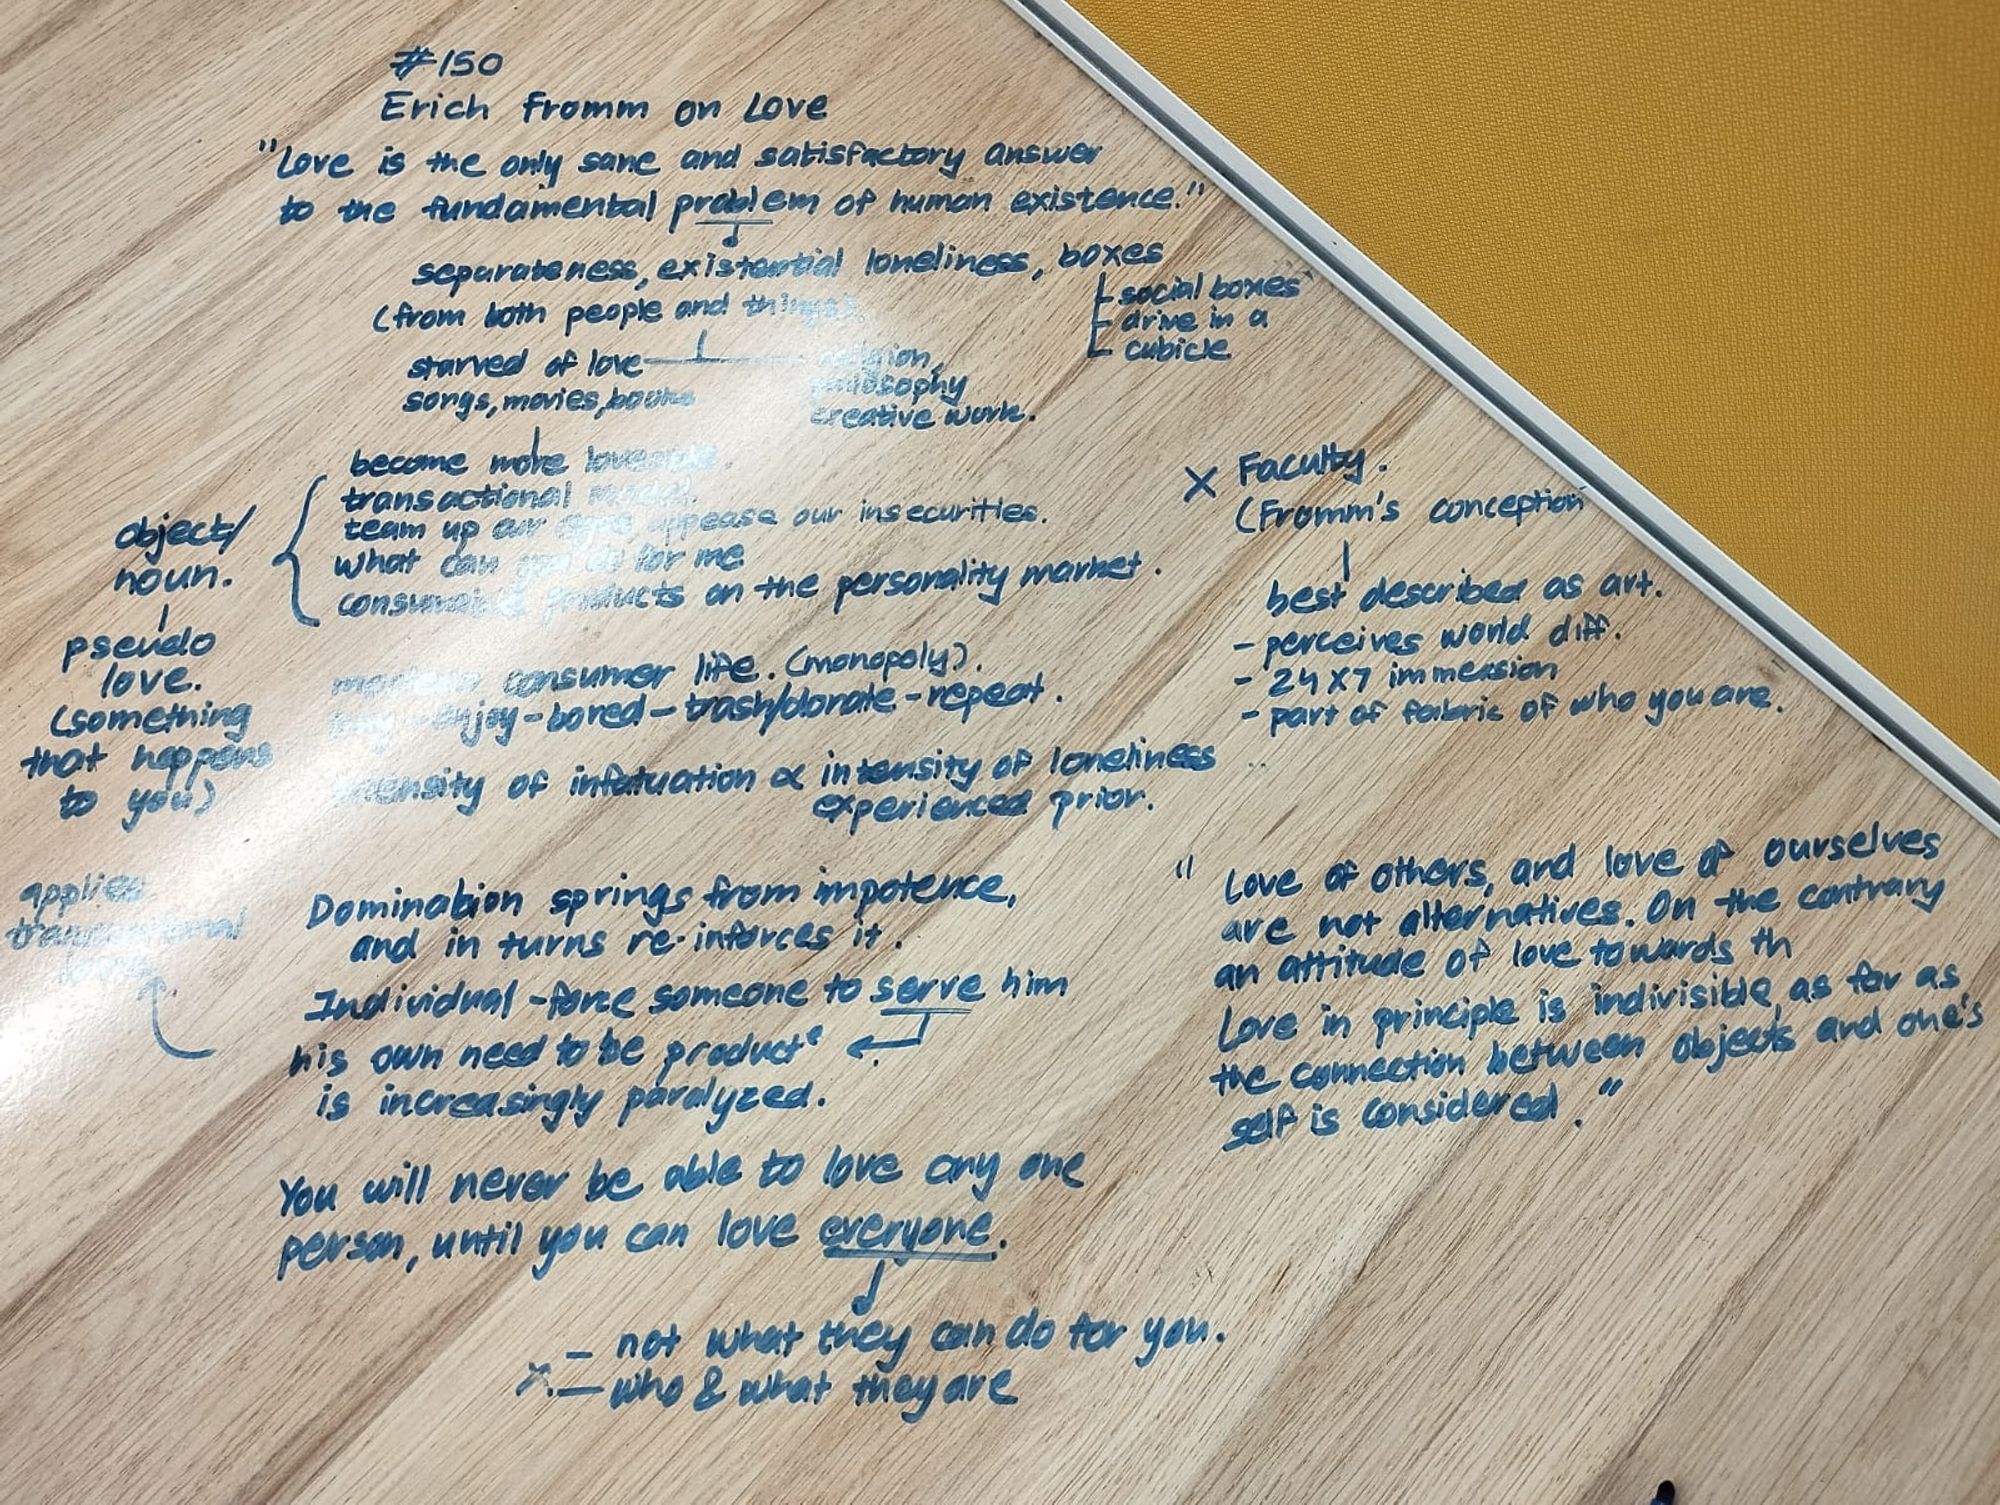 #150
Erich Fromm on Love
"Love is the only sane and satisfactory answer
to the fundamental problem of human existence."
separateness, existential loneliness, boxes
social boxes
drive in a
cubicle
(from both people and things).
starved of love
songs, movies, books
religion,
philosophy
creative work.
object/
noun.
pseudo
love.
(something
that happens
to you)
become more loveable.
transactional model.
team up our appease our insecurities.
what can you do for me
consumable products on the personality market.
modern consumer life. (monopoly).
buy - enjoy - bored - trash/donate - repeat.
intensity of infatuation ∝ intensity of loneliness
experienced prior.
x Faculty.
(Fromm's conception
best described as art.
- perceives world diff.
- 24x7 immersion
- part of fabric of who you are.
applies
transactional
love
Domination springs from impotence,
and in turns re-inforces it.
Individual - force someone to serve him
his own need to be product
is increasingly paralyzed.
You will never be able to love any one
person, until you can love everyone.
- not what they can do for you.
x - who & what they are
" Love of others, and love of ourselves
are not alternatives. On the contrary
an attitude of love towards th
Love in principle is indivisible as far as
the connection between objects and one's
self is considered."